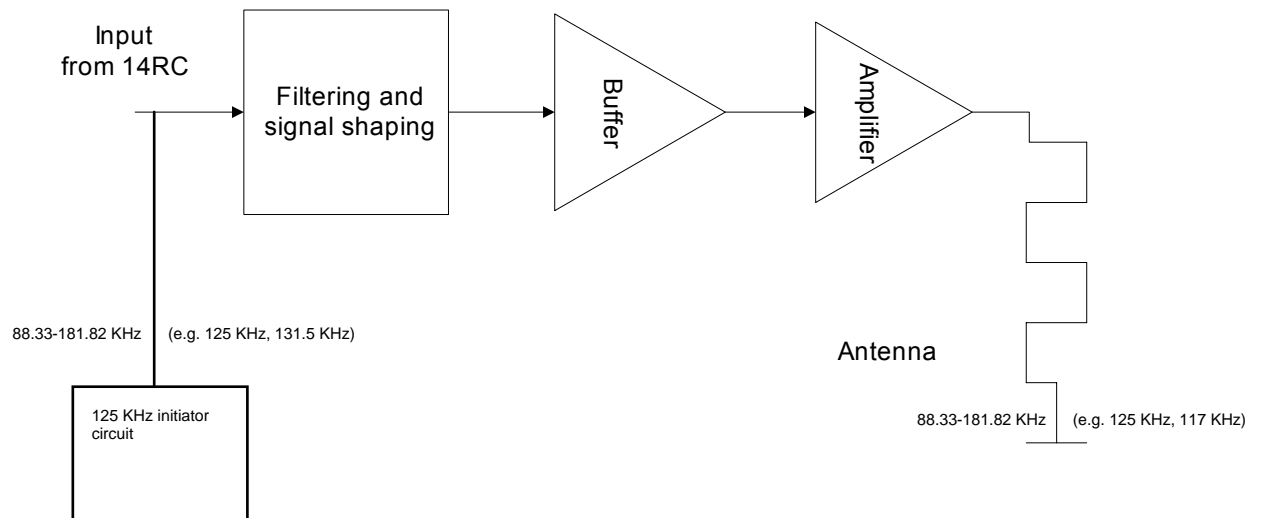 Input
from 14RC
Filtering and
signal shaping
Buffer
Amplifier
88.33-181.82 KHz
(e.g. 125 KHz, 131.5 KHz)
Antenna
125 KHz initiator
circuit
88.33-181.82 KHz
(e.g. 125 KHz, 117 KHz)